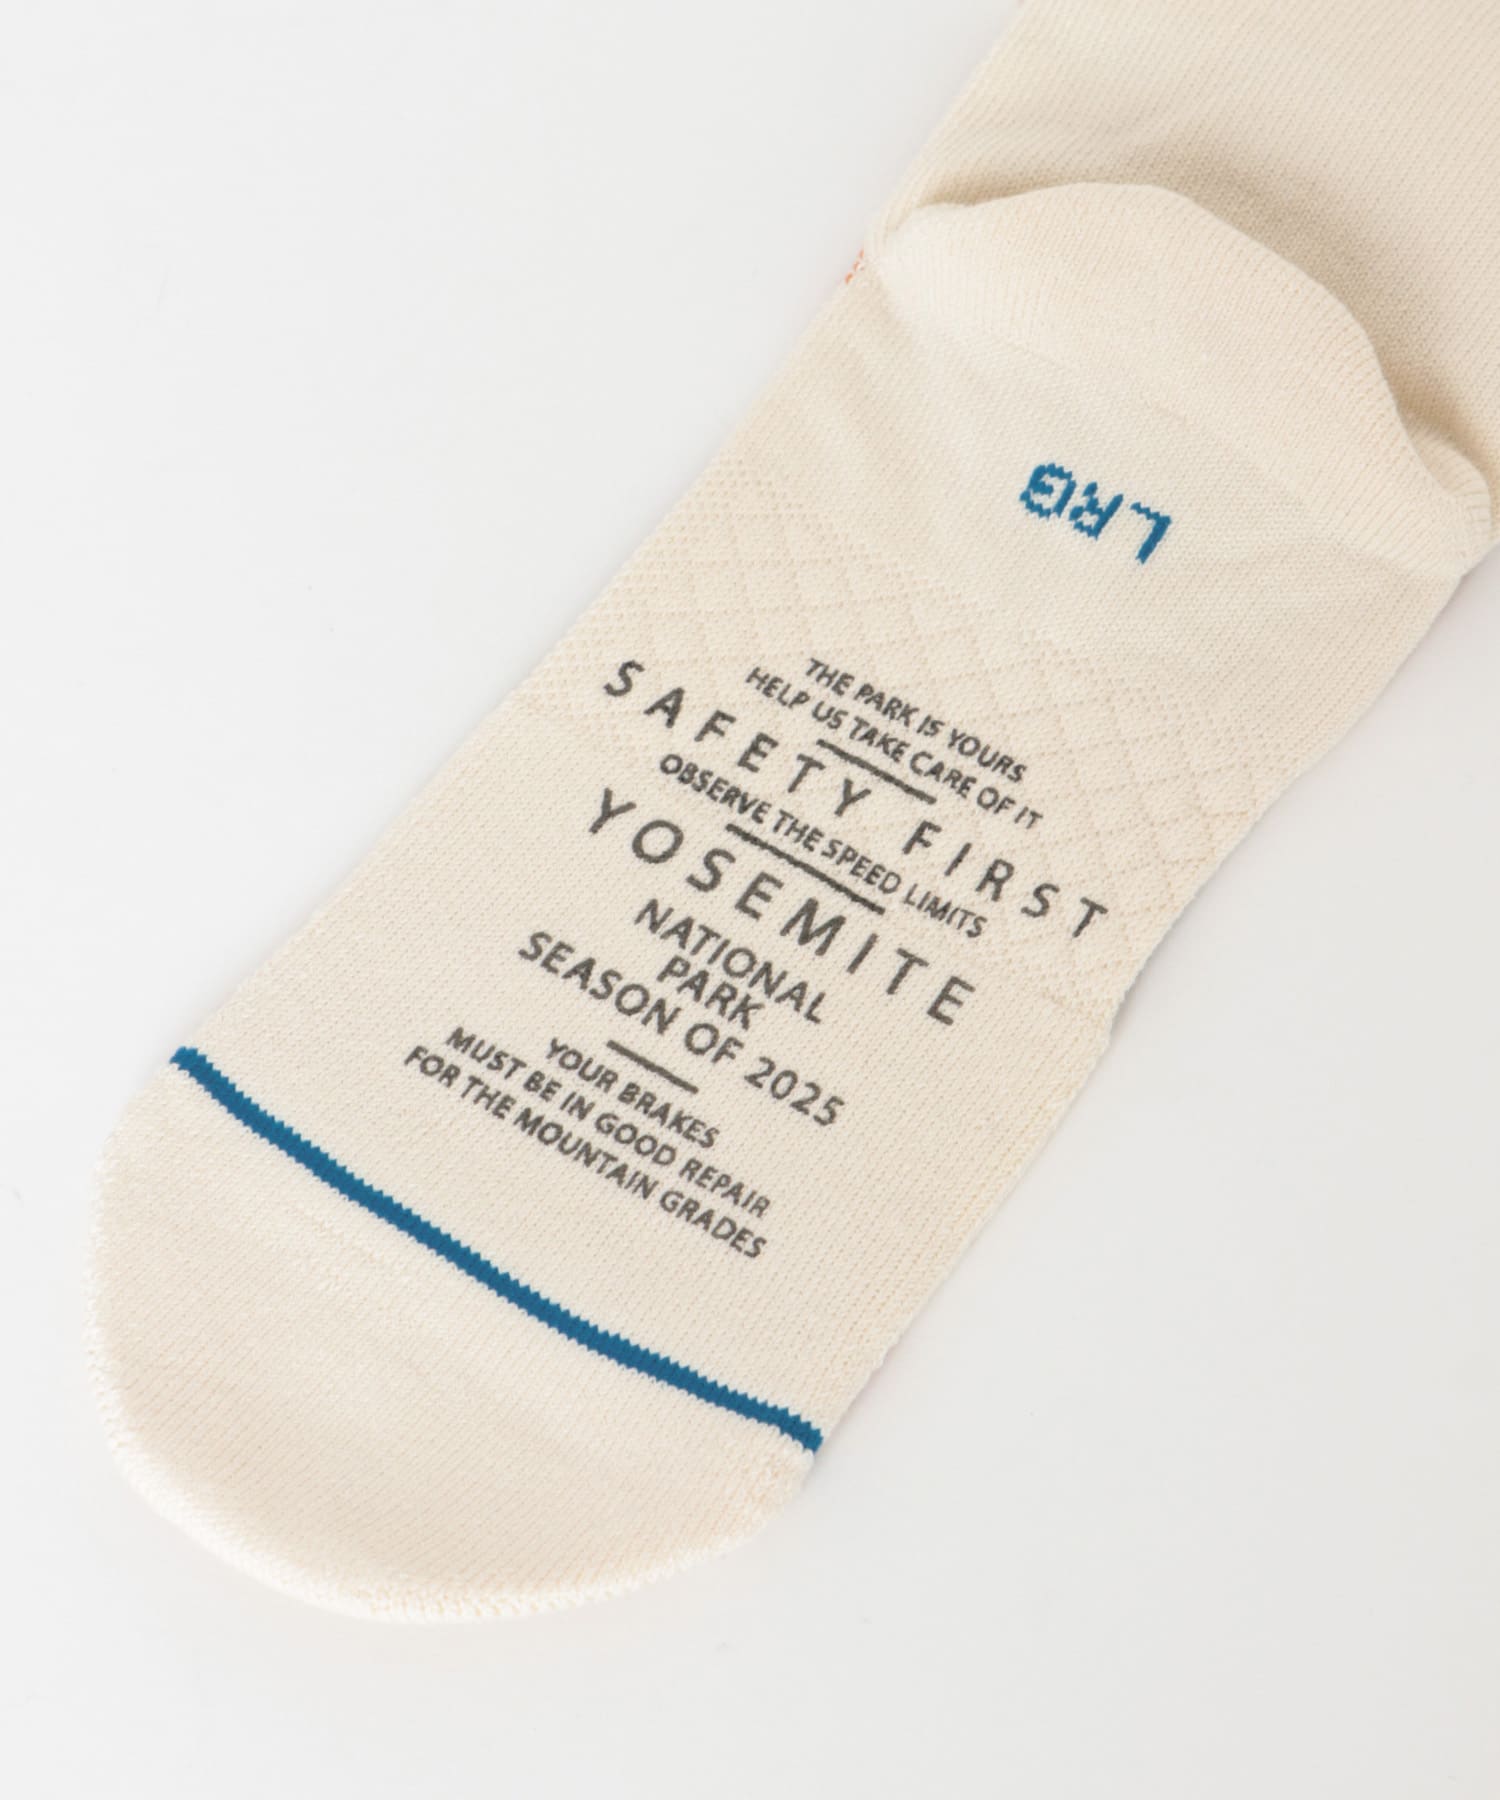 LRG
THE PARK IS YOURS
HELP US TAKE CARE OF IT
SAFETY FIRST
OBSERVE THE SPEED LIMITS
YOSEMITE
NATIONAL
PARK
SEASON OF 2025
YOUR BRAKES
MUST BE IN GOOD REPAIR
FOR THE MOUNTAIN GRADES